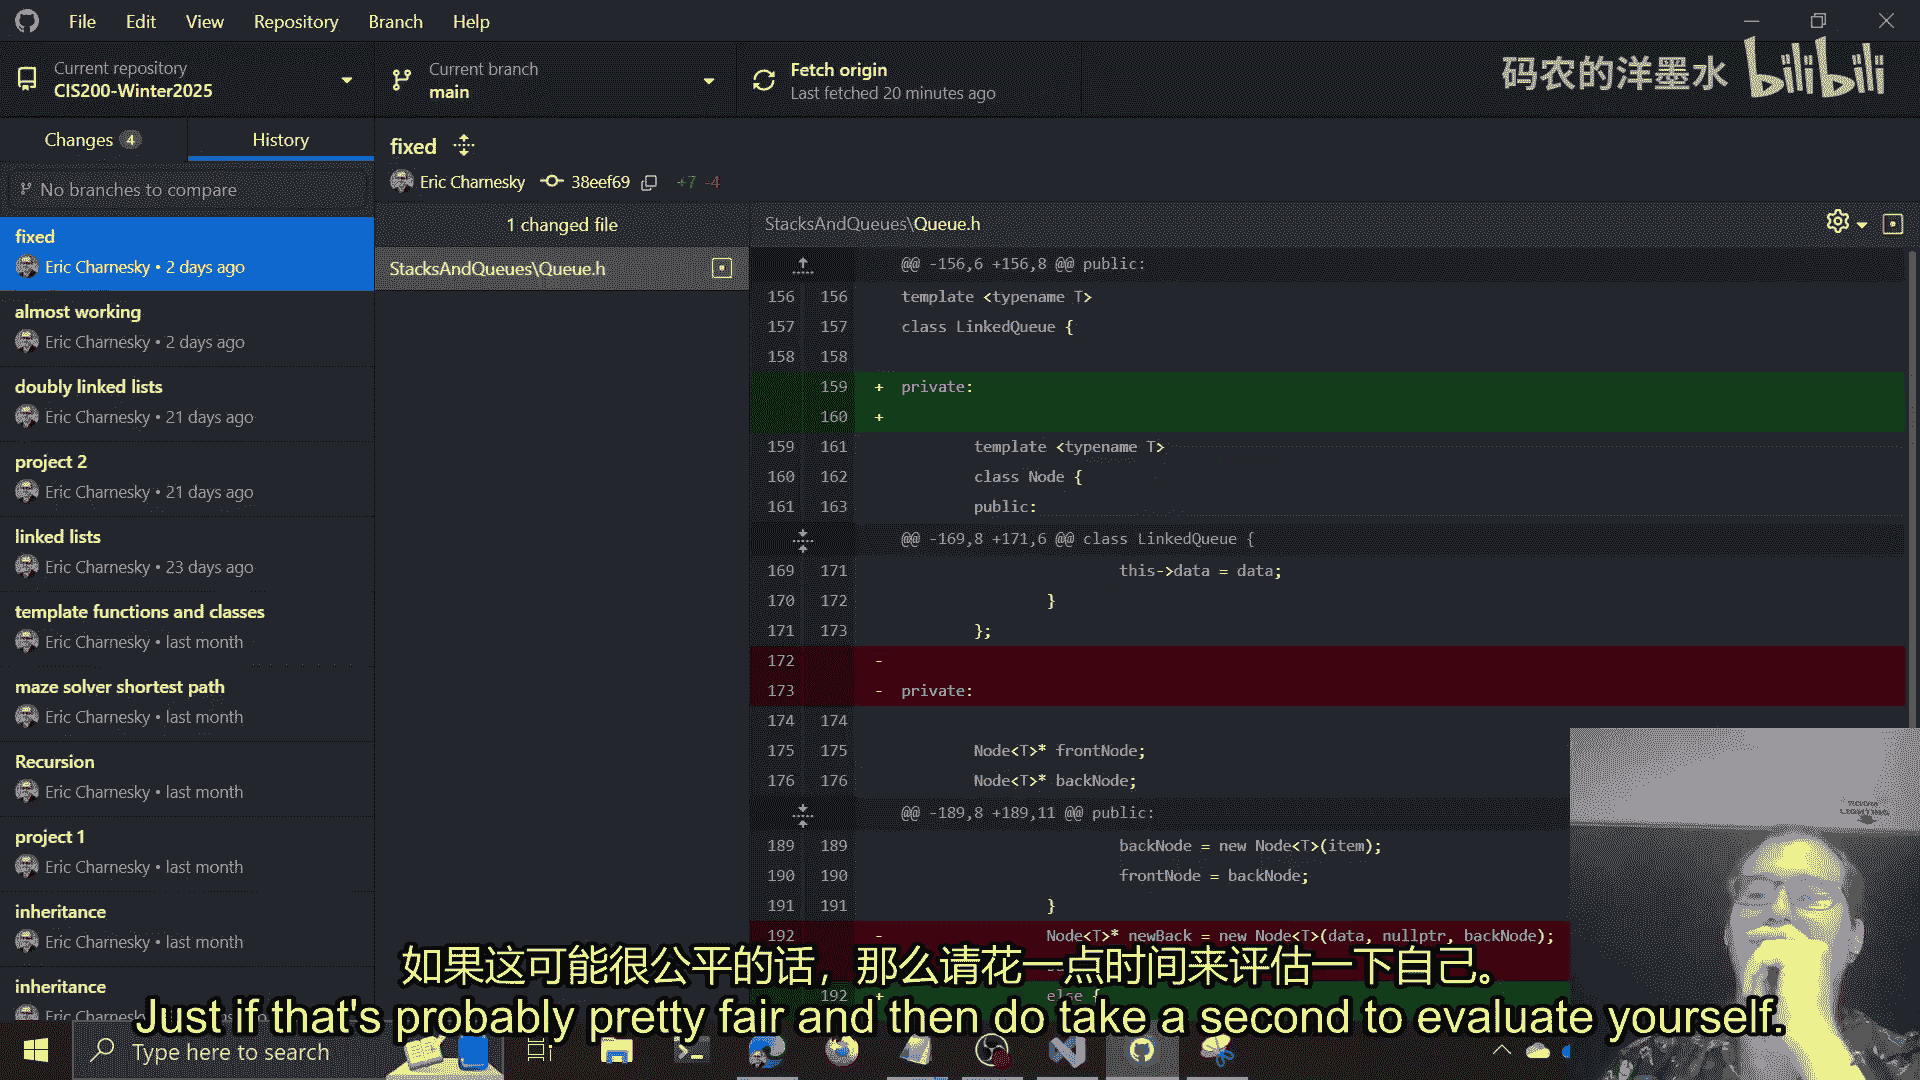 File Edit View Repository Branch Help
Current repository
CIS200-Winter2025
Current branch
main
Fetch origin
Last fetched 20 minutes ago
码农的洋墨水 bilibili
Changes 4
History
No branches to compare
fixed
Eric Charnesky • 2 days ago
almost working
Eric Charnesky • 2 days ago
doubly linked lists
Eric Charnesky • 21 days ago
project 2
Eric Charnesky • 21 days ago
linked lists
Eric Charnesky • 23 days ago
template functions and classes
Eric Charnesky • last month
maze solver shortest path
Eric Charnesky • last month
Recursion
Eric Charnesky • last month
project 1
Eric Charnesky • last month
inheritance
Eric Charnesky • last month
inheritance
fixed
Eric Charnesky 38eef69 +7 -4
1 changed file
StacksAndQueues\Queue.h
StacksAndQueues\Queue.h
@@ -156,6 +156,8 @@ public:
156 156 template <typename T>
157 157 class LinkedQueue {
158 158
159 + private:
160 +
159 161 template <typename T>
160 162 class Node {
161 163 public:
@@ -169,8 +171,6 @@ class LinkedQueue {
169 171 this->data = data;
170 172 }
171 173 };
172 -
173 - private:
174 174
175 175 Node<T>* frontNode;
176 176 Node<T>* backNode;
@@ -189,8 +189,11 @@ public:
189 189 backNode = new Node<T>(item);
190 190 frontNode = backNode;
191 191 }
192 - Node<T>* newBack = new Node<T>(data, nullptr, backNode);
192 + else {
如果这可能很公平的话，那么请花一点时间来评估一下自己。
Just if that's probably pretty fair and then do take a second to evaluate yourself.
Type here to search